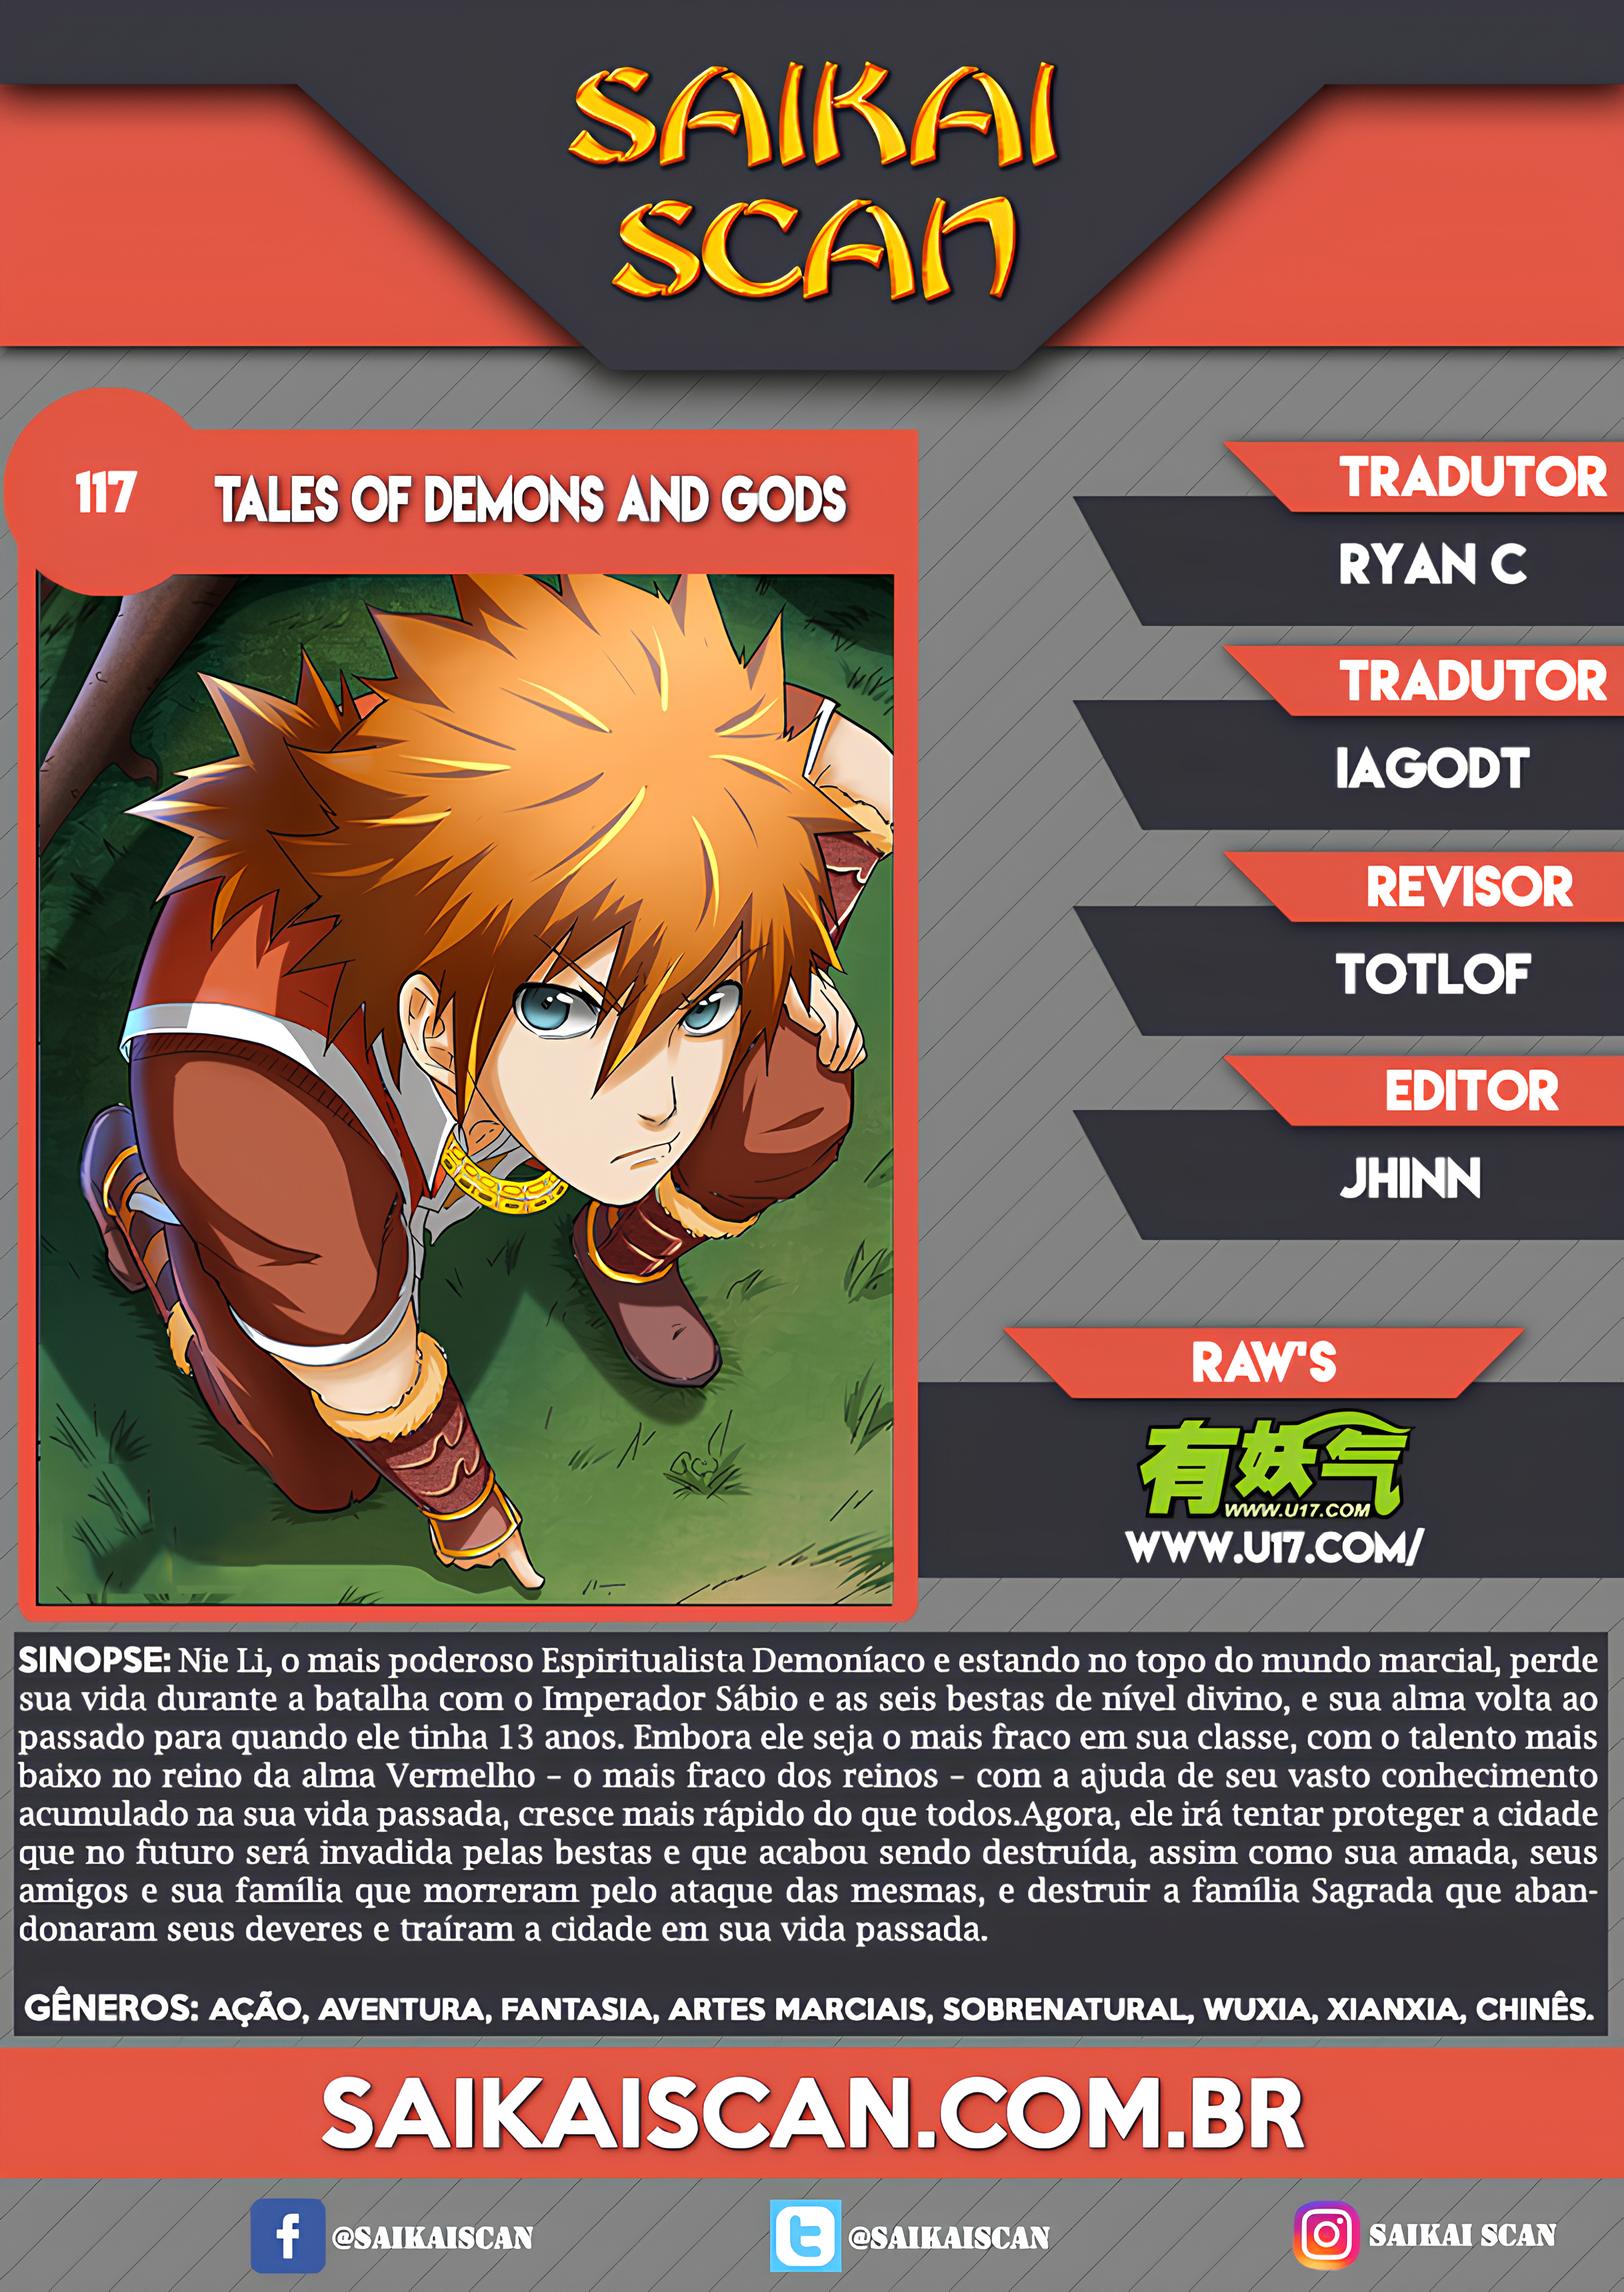 SAIKAI
SCAN
117
TALES OF DEMONS AND GODS
TRADUTOR
RYAN C
TRADUTOR
IAGODT
REVISOR
TOTLOF
EDITOR
JHINN
RAW'S
有妖气
WWW.U17.COM
WWW.U17.COM/
SINOPSE: Nie Li, o mais poderoso Espiritualista Demoníaco e estando no topo do mundo marcial, perde
sua vida durante a batalha com o Imperador Sábio e as seis bestas de nível divino, e sua alma volta ao
passado para quando ele tinha 13 anos. Embora ele seja o mais fraco em sua classe, com o talento mais
baixo no reino da alma Vermelho – o mais fraco dos reinos – com a ajuda de seu vasto conhecimento
acumulado na sua vida passada, cresce mais rápido do que todos.Agora, ele irá tentar proteger a cidade
que no futuro será invadida pelas bestas e que acabou sendo destruída, assim como sua amada, seus
amigos e sua família que morreram pelo ataque das mesmas, e destruir a família Sagrada que aban-
donaram seus deveres e traíram a cidade em sua vida passada.
GÊNEROS: AÇÃO, AVENTURA, FANTASIA, ARTES MARCIAIS, SOBRENATURAL, WUXIA, XIANXIA, CHINÊS.
SAIKAISCAN.COM.BR
@SAIKAISCAN
@SAIKAISCAN
SAIKAI SCAN